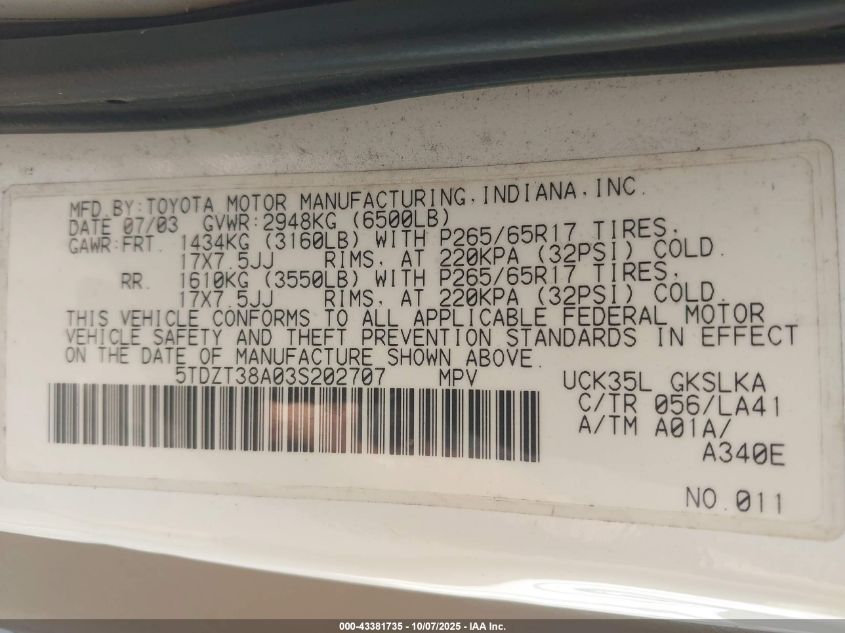 MFD.BY:TOYOTA MOTOR MANUFACTURING,INDIANA,INC.
DATE 07/03 GVWR:2948KG (6500LB)
GAWR:FRT. 1434KG (3160LB) WITH P265/65R17 TIRES,
17X7.5JJ RIMS, AT 220KPA (32PSI) COLD.
RR. 1610KG (3550LB) WITH P265/65R17 TIRES,
17X7.5JJ RIMS, AT 220KPA (32PSI) COLD.
THIS VEHICLE CONFORMS TO ALL APPLICABLE FEDERAL MOTOR
VEHICLE SAFETY AND THEFT PREVENTION STANDARDS IN EFFECT
ON THE DATE OF MANUFACTURE SHOWN ABOVE.
5TDZT38A03S202707 MPV UCK35L GKSLKA
C/TR 056/LA41
A/TM A01A/
A340E
NO.011
000-43381735 - 10/07/2025 - IAA Inc.